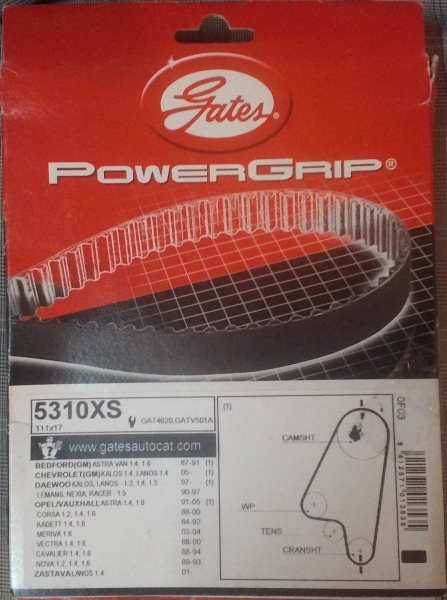 Gates®
POWERGRIP®
5310XS
111x17
GAT4620,GATV501A
www.gatesautocat.com
BEDFORD(GM) ASTRA VAN 1.4, 1.6 87-91 (1)
CHEVROLET(GM) KALOS 1.4, LANOS 1.4 05- (1)
DAEWOO KALOS, LANOS - 1.3, 1.4, 1.5 97- (1)
LEMANS, NEXIA, RACER - 1.5 90-97
OPEL/VAUXHALL ASTRA 1.4, 1.6 91-05 (1)
CORSA 1.2, 1.4, 1.6 88-00
KADETT 1.4, 1.6 84-92
MERIVA 1.6 03-04
VECTRA 1.4, 1.6 88-00
CAVALIER 1.4, 1.6 88-94
NOVA 1.2, 1.4, 1.6 89-93
ZASTAVA LANOS 1.4 01-
(1)
CAMSHT
WP
TENS
CRANSHT
OF03